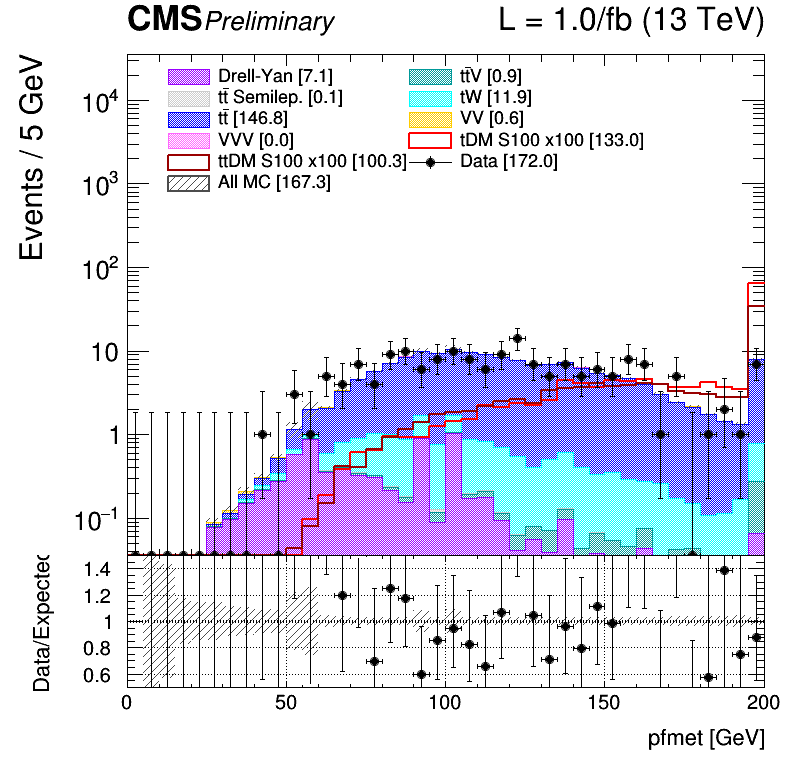 CMS Preliminary L = 1.0/fb (13 TeV)
Events / 5 GeV
Drell-Yan [7.1]
tt̄V [0.9]
tt̄ Semilep. [0.1]
tW [11.9]
tt̄ [146.8]
VV [0.6]
VVV [0.0]
tDM S100 x100 [133.0]
ttDM S100 x100 [100.3]
Data [172.0]
All MC [167.3]
10⁴
10³
10²
10
1
10⁻¹
Data/Expected
1.4
1.2
1
0.8
0.6
0 50 100 150 200
pfmet [GeV]